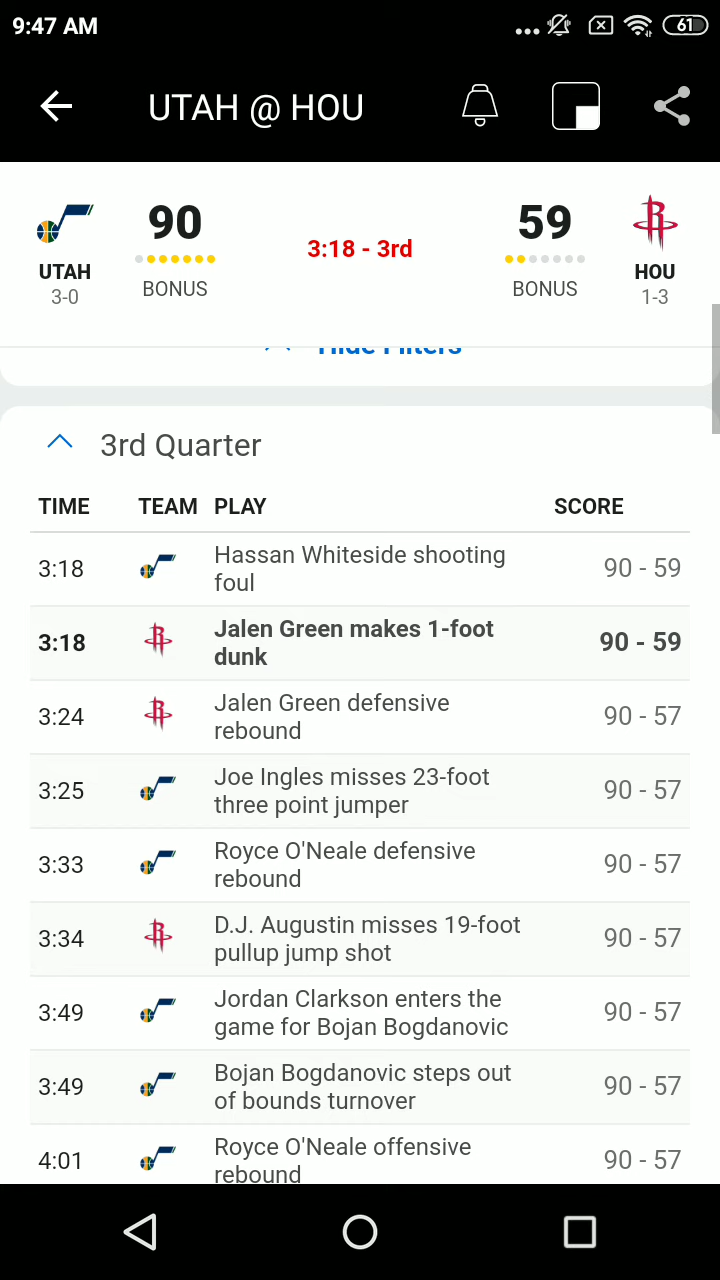 9:47 AM
61
UTAH @ HOU
90
59
3:18 - 3rd
UTAH
3-0
BONUS
BONUS
HOU
1-3
Hide Filters
3rd Quarter
TIME TEAM PLAY SCORE
3:18 Hassan Whiteside shooting 90 - 59
foul
3:18 Jalen Green makes 1-foot 90 - 59
dunk
3:24 Jalen Green defensive 90 - 57
rebound
3:25 Joe Ingles misses 23-foot 90 - 57
three point jumper
3:33 Royce O'Neale defensive 90 - 57
rebound
3:34 D.J. Augustin misses 19-foot 90 - 57
pullup jump shot
3:49 Jordan Clarkson enters the 90 - 57
game for Bojan Bogdanovic
3:49 Bojan Bogdanovic steps out 90 - 57
of bounds turnover
4:01 Royce O'Neale offensive 90 - 57
rebound